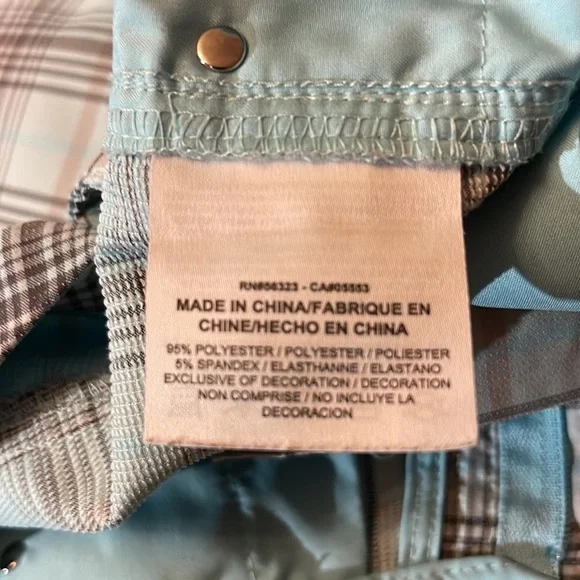 RN#56323 - CA#05553
MADE IN CHINA/FABRIQUE EN
CHINE/HECHO EN CHINA
95% POLYESTER / POLYESTER / POLIESTER
5% SPANDEX / ELASTHANNE / ELASTANO
EXCLUSIVE OF DECORATION / DECORATION
NON COMPRISE / NO INCLUYE LA
DECORACION